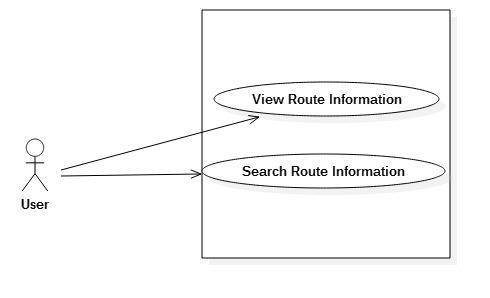 View Route Information
Search Route Information
User